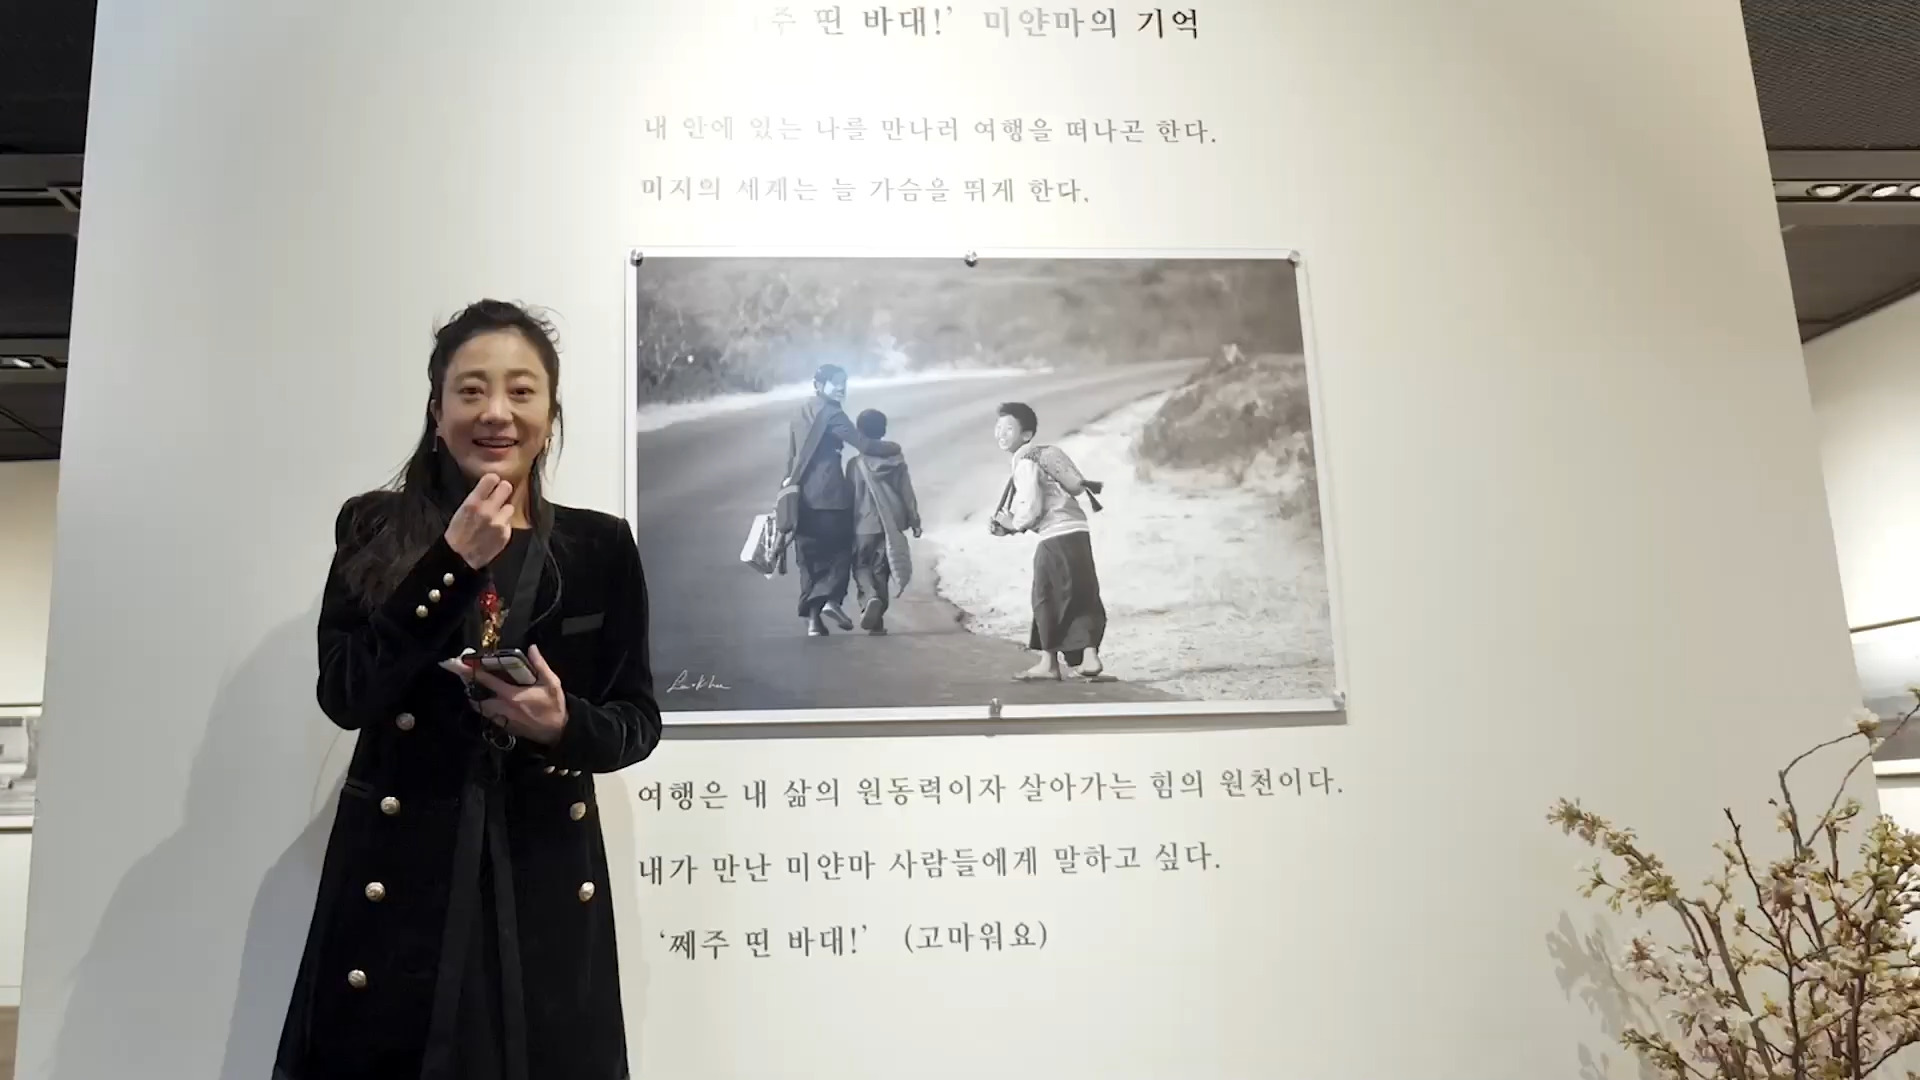 주 띤 바대!’ 미얀마의 기억
내 안에 있는 나를 만나러 여행을 떠나곤 한다.
미지의 세계는 늘 가슴을 뛰게 한다.
여행은 내 삶의 원동력이자 살아가는 힘의 원천이다.
내가 만난 미얀마 사람들에게 말하고 싶다.
‘쩨주 띤 바대!’ (고마워요)